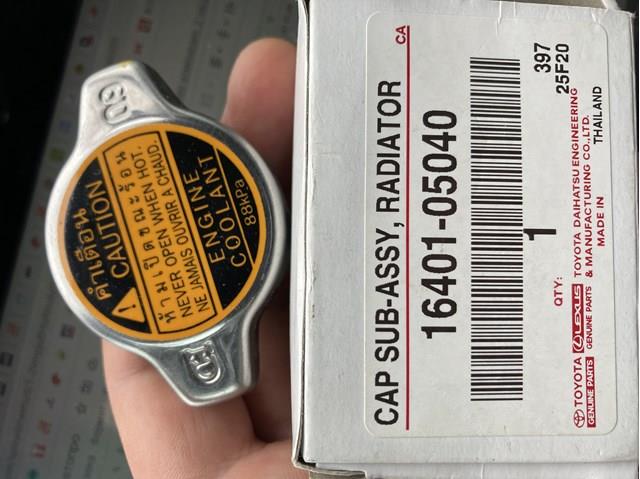 03
คำเตือน
CAUTION
ห้ามเปิดขณะร้อน
NEVER OPEN WHEN HOT.
NE JAMAIS OUVRIR A CHAUD.
ENGINE
COOLANT
88kPa
CAP SUB-ASSY, RADIATOR
CA
16401-05040
397
25F20
QTY: 1
TOYOTA
GENUINE PARTS
LEXUS
GENUINE PARTS
TOYOTA DAIHATSU ENGINEERING
& MANUFACTURING CO., LTD.
MADE IN THAILAND